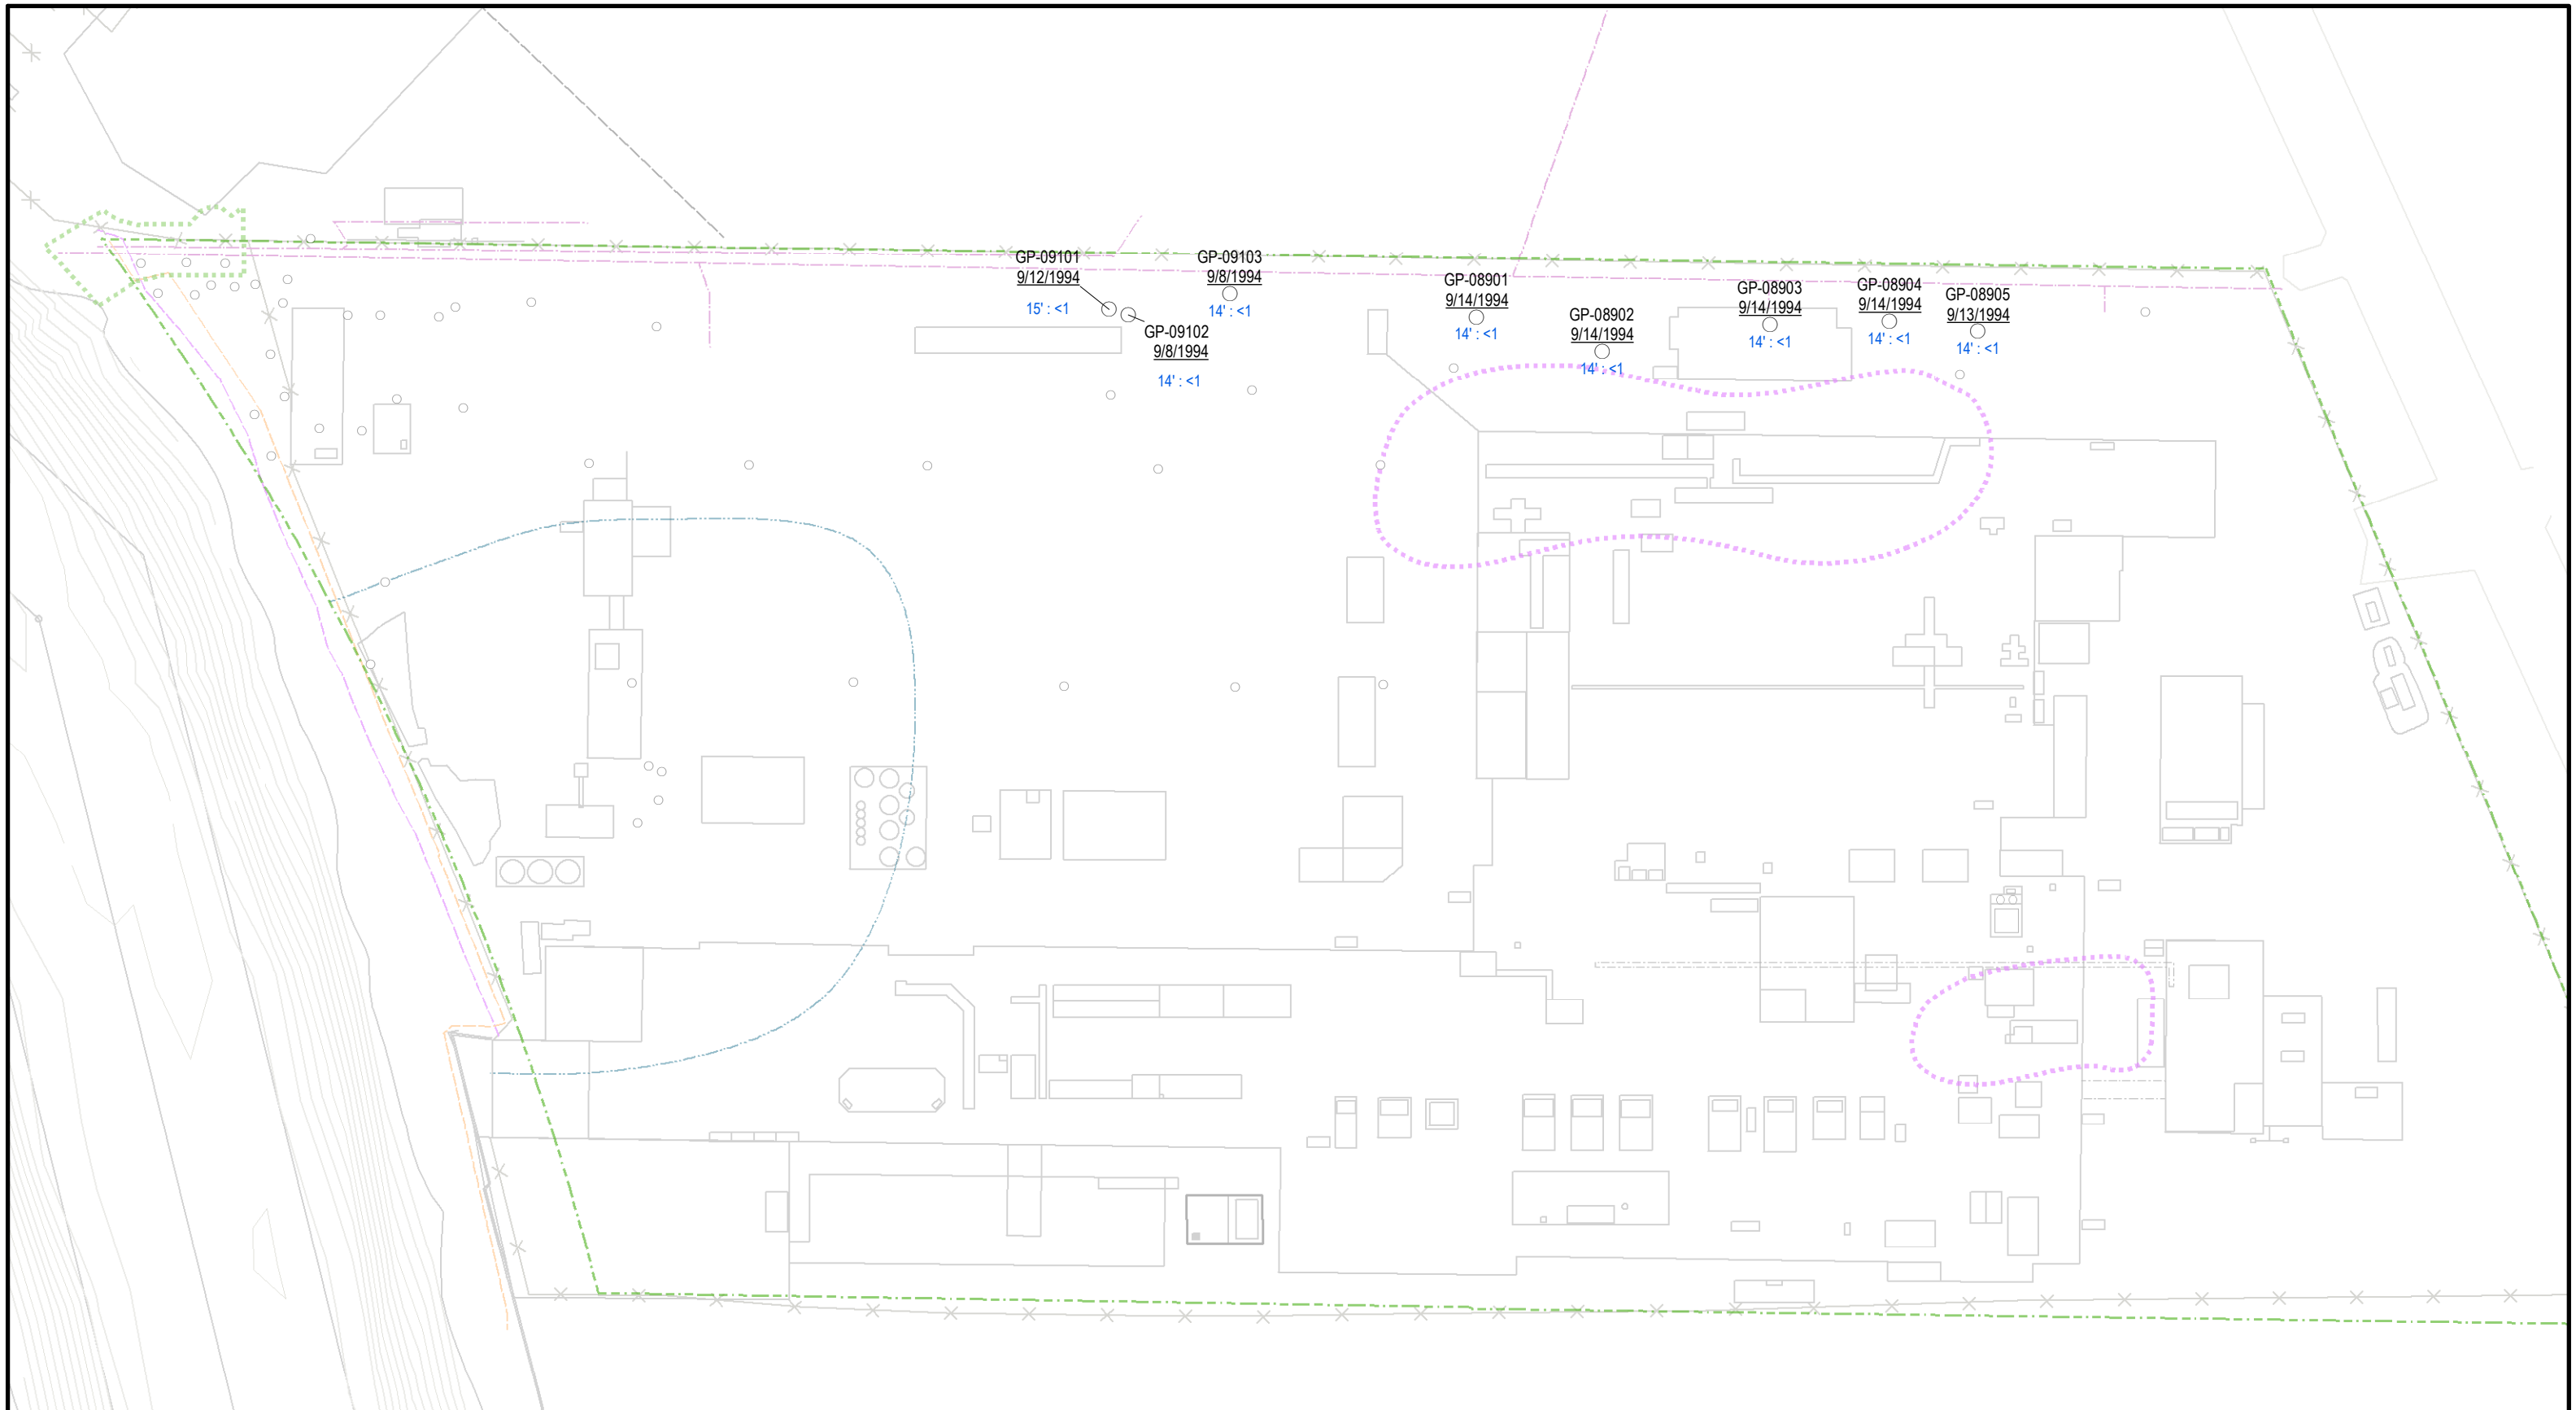 GP-09101
9/12/1994
15' : <1
GP-09102
9/8/1994
14' : <1
GP-09103
9/8/1994
14' : <1
GP-08901
9/14/1994
14' : <1
GP-08902
9/14/1994
14' : <1
GP-08903
9/14/1994
14' : <1
GP-08904
9/14/1994
14' : <1
GP-08905
9/13/1994
14' : <1